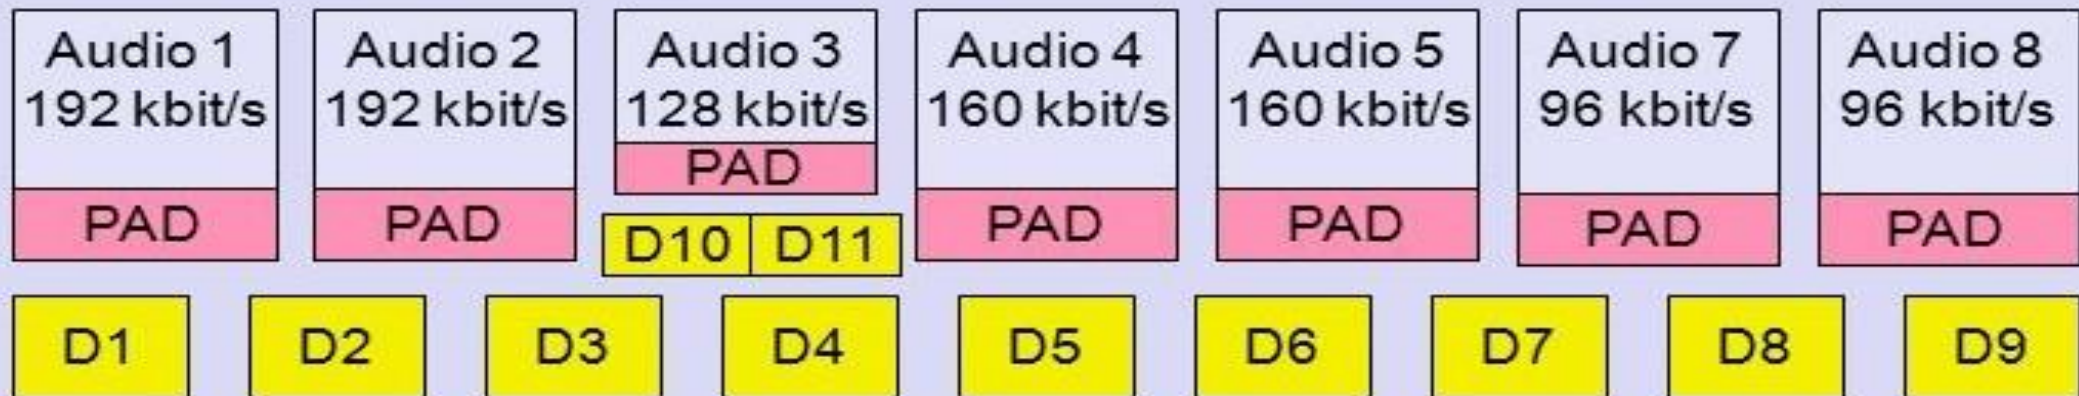 Audio 1
192 kbit/s
PAD
Audio 2
192 kbit/s
PAD
Audio 3
128 kbit/s
PAD
D10 D11
Audio 4
160 kbit/s
PAD
Audio 5
160 kbit/s
PAD
Audio 7
96 kbit/s
PAD
Audio 8
96 kbit/s
PAD
D1 D2 D3 D4 D5 D6 D7 D8 D9